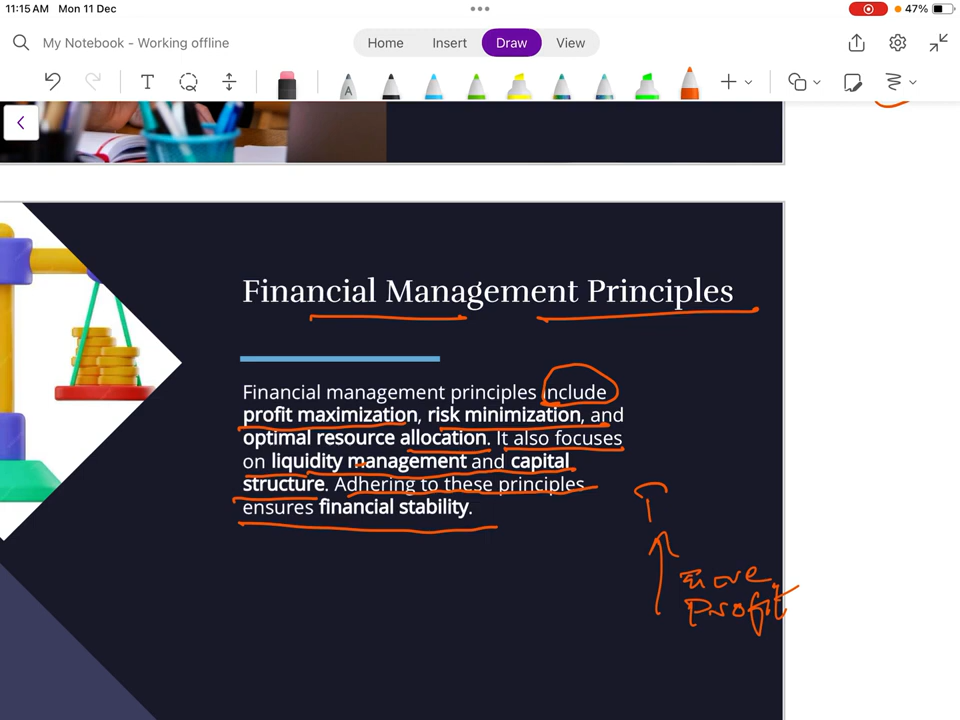 11:15 AM Mon 11 Dec
47%
My Notebook - Working offline
Home Insert Draw View
T
A
Financial Management Principles
Financial management principles include
profit maximization, risk minimization, and
optimal resource allocation. It also focuses
on liquidity management and capital
structure. Adhering to these principles
ensures financial stability.
more
profit